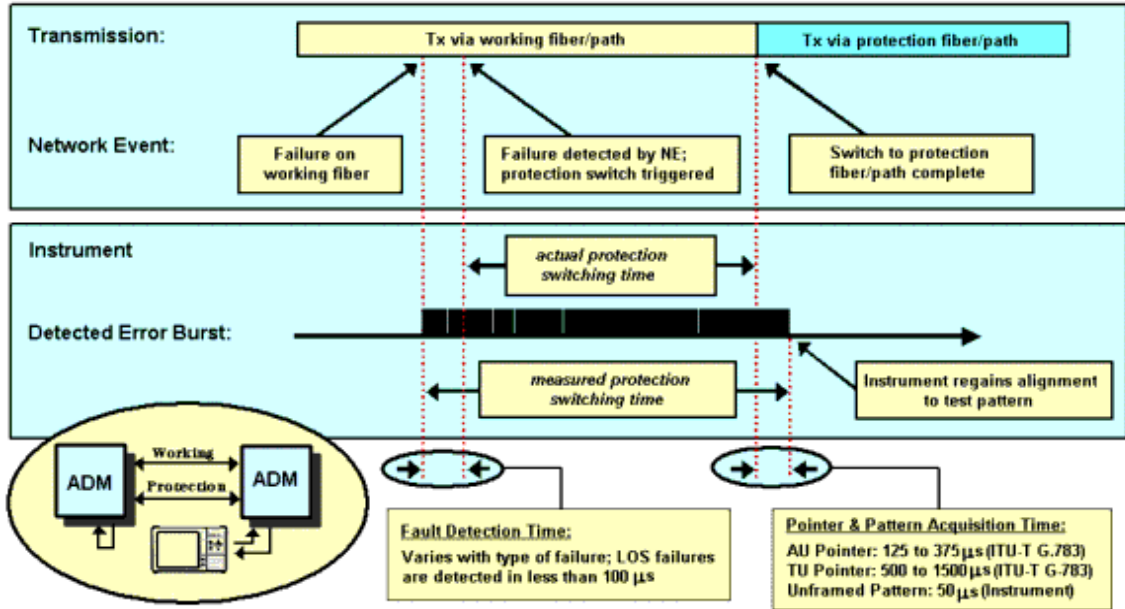 Transmission:
Tx via working fiber/path
Tx via protection fiber/path
Network Event:
Failure on
working fiber
Failure detected by NE;
protection switch triggered
Switch to protection
fiber/path complete
Instrument
actual protection
switching time
Detected Error Burst:
measured protection
switching time
Instrument regains alignment
to test pattern
ADM
Working
Protection
ADM
Fault Detection Time:
Varies with type of failure; LOS failures
are detected in less than 100 μs
Pointer & Pattern Acquisition Time:
AU Pointer: 125 to 375μs (ITU-T G.783)
TU Pointer: 500 to 1500μs (ITU-T G-783)
Unframed Pattern: 50μs (Instrument)